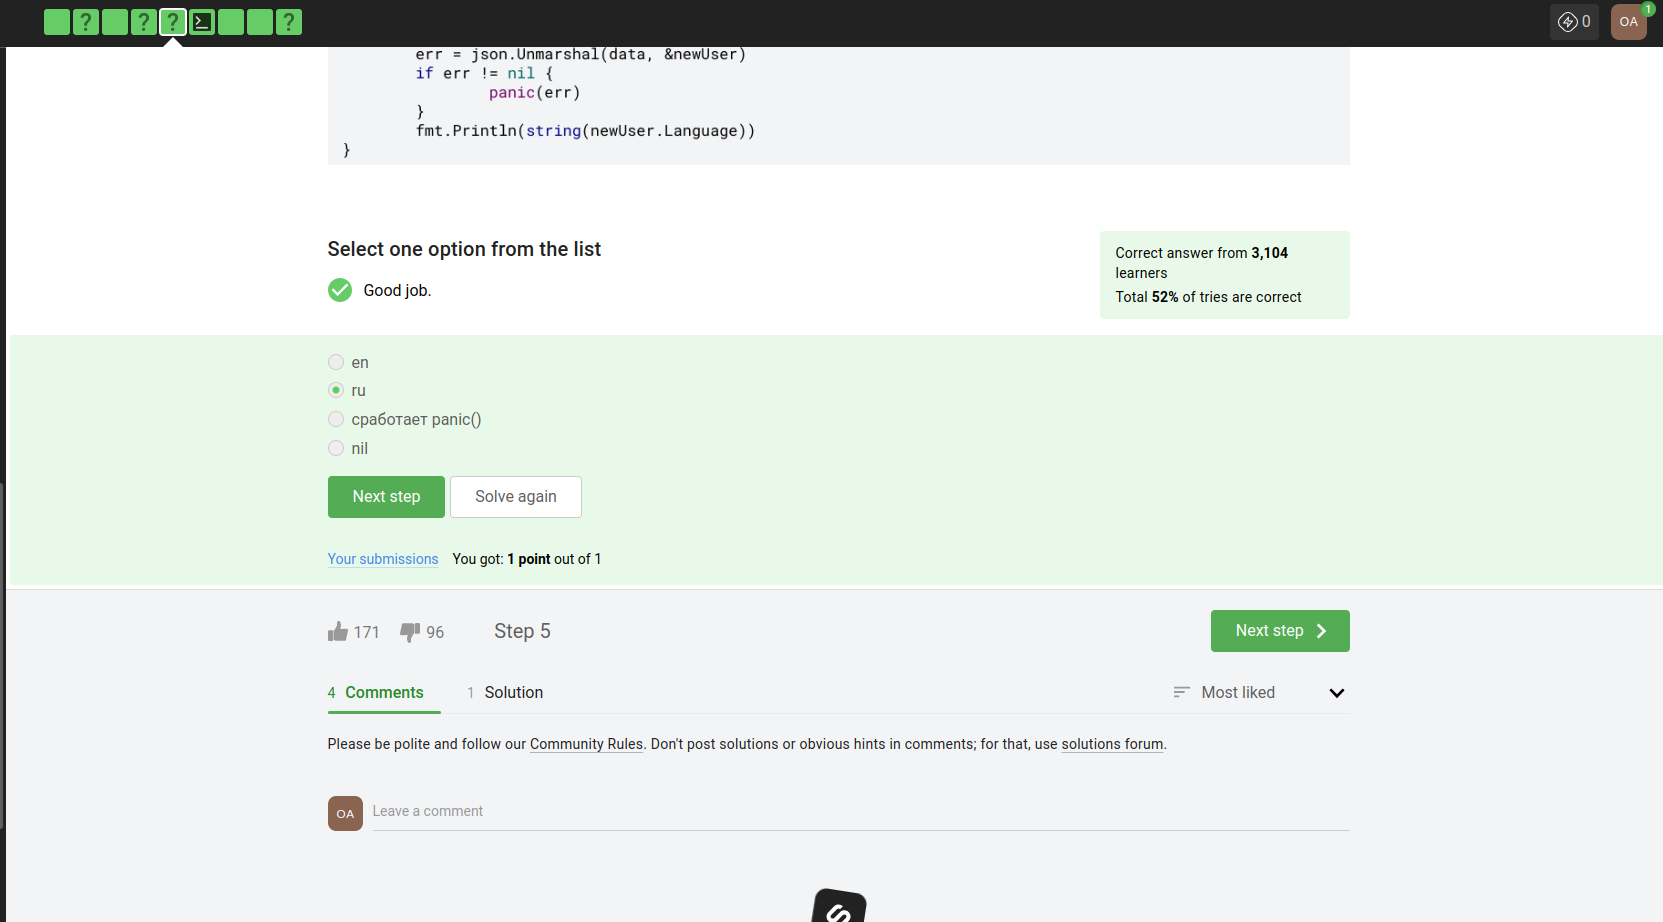 ? ? ? >_ ? 0 OA 1
err = json.Unmarshal(data, &newUser)
if err != nil {
panic(err)
}
fmt.Println(string(newUser.Language))
}
Select one option from the list
Good job.
Correct answer from 3,104
learners
Total 52% of tries are correct
en
ru
сработает panic()
nil
Next step Solve again
Your submissions You got: 1 point out of 1
171 96 Step 5 Next step
4 Comments 1 Solution Most liked
Please be polite and follow our Community Rules. Don't post solutions or obvious hints in comments; for that, use solutions forum.
OA Leave a comment
S